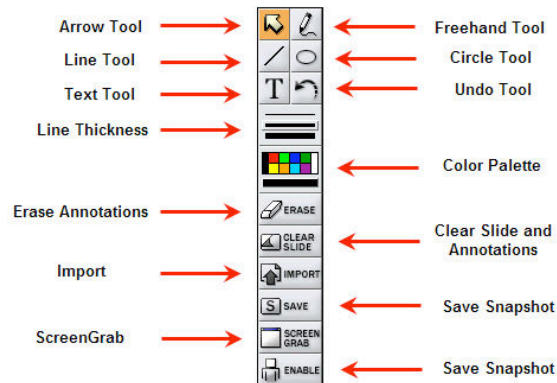 Arrow Tool
Freehand Tool
Line Tool
Circle Tool
Text Tool
T
Undo Tool
Line Thickness
Color Palette
Erase Annotations
ERASE
CLEAR
SLIDE
Clear Slide and
Annotations
Import
IMPORT
S SAVE
Save Snapshot
ScreenGrab
SCREEN
GRAB
ENABLE
Save Snapshot